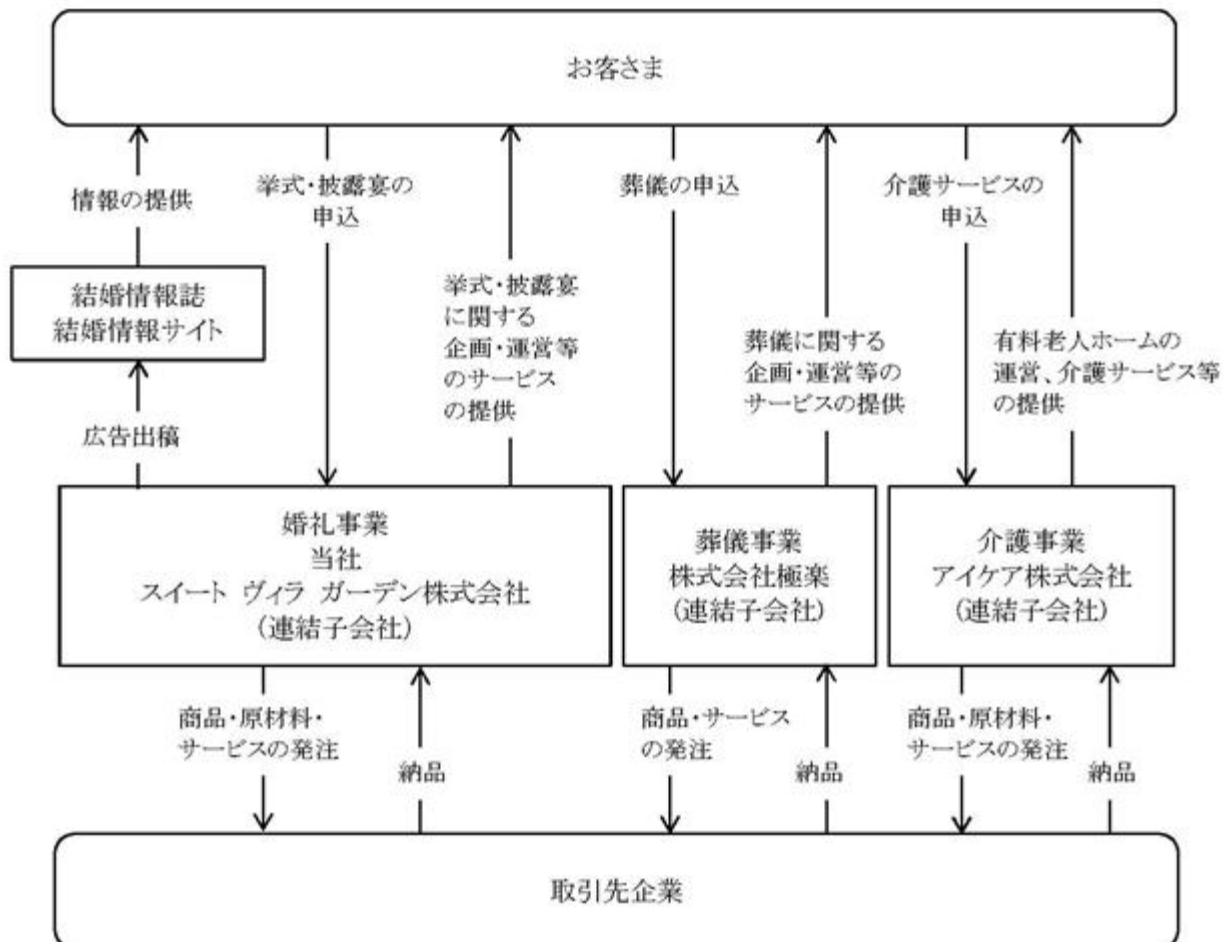 お客さま
情報の提供
挙式・披露宴の
申込
葬儀の申込
介護サービスの
申込
結婚情報誌
結婚情報サイト
挙式・披露宴
に関する
企画・運営等
のサービス
の提供
葬儀に関する
企画・運営等の
サービスの提供
有料老人ホームの
運営、介護サービス等
の提供
広告出稿
婚礼事業
当社
スイート ヴィラ ガーデン株式会社
(連結子会社)
葬儀事業
株式会社極楽
(連結子会社)
介護事業
アイケア株式会社
(連結子会社)
商品・原材料・
サービスの発注
納品
商品・サービス
の発注
納品
商品・原材料・
サービスの発注
納品
取引先企業